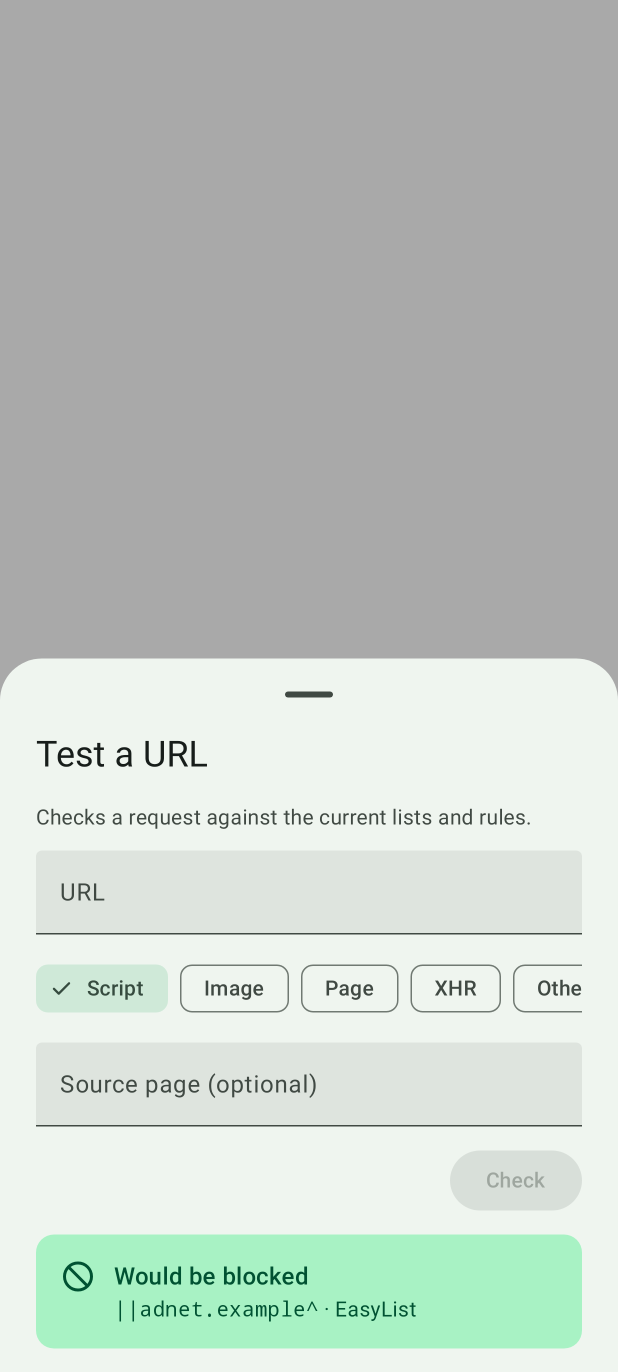 Test a URL
Checks a request against the current lists and rules.
URL
Script Image Page XHR Othe
Source page (optional)
Check
Would be blocked
||adnet.example^ · EasyList